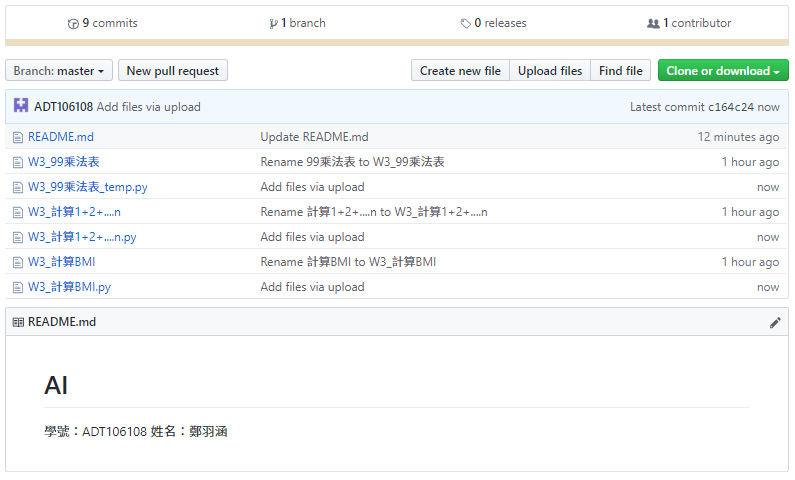 9 commits 1 branch 0 releases 1 contributor
Branch: master New pull request Create new file Upload files Find file Clone or download
ADT106108 Add files via upload Latest commit c164c24 now
README.md Update README.md 12 minutes ago
W3_99乘法表 Rename 99乘法表 to W3_99乘法表 1 hour ago
W3_99乘法表_temp.py Add files via upload now
W3_計算1+2+....n Rename 計算1+2+....n to W3_計算1+2+....n 1 hour ago
W3_計算1+2+....n.py Add files via upload now
W3_計算BMI Rename 計算BMI to W3_計算BMI 1 hour ago
W3_計算BMI.py Add files via upload now
README.md
AI
學號：ADT106108 姓名：鄭羽涵